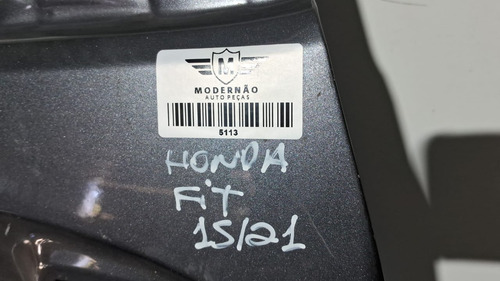 M
MODERNÃO
AUTO PEÇAS
5113
HONDA
FiT
15/21